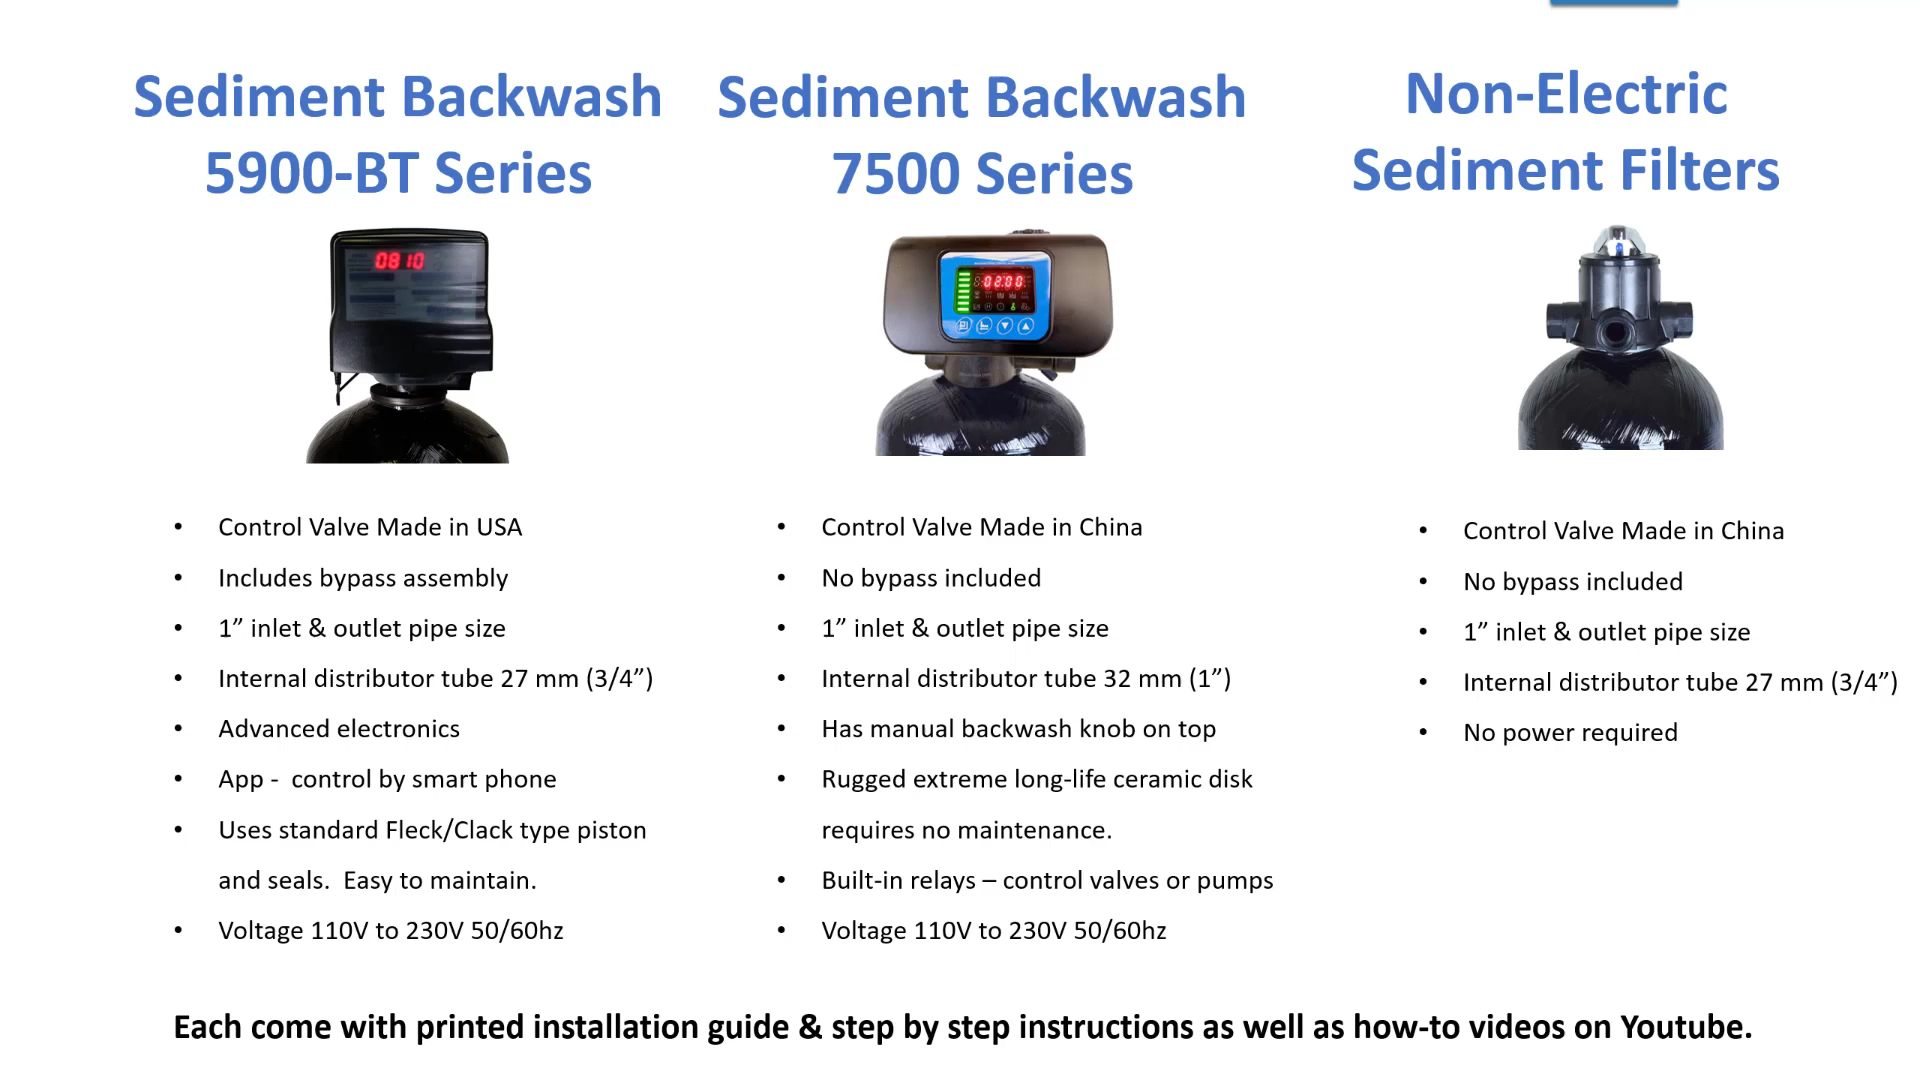 Sediment Backwash
5900-BT Series
Sediment Backwash
7500 Series
Non-Electric
Sediment Filters
0810
02:00
• Control Valve Made in USA
• Includes bypass assembly
• 1” inlet & outlet pipe size
• Internal distributor tube 27 mm (3/4”)
• Advanced electronics
• App -  control by smart phone
• Uses standard Fleck/Clack type piston
and seals.  Easy to maintain.
• Voltage 110V to 230V 50/60hz
• Control Valve Made in China
• No bypass included
• 1” inlet & outlet pipe size
• Internal distributor tube 32 mm (1”)
• Has manual backwash knob on top
• Rugged extreme long-life ceramic disk
requires no maintenance.
• Built-in relays – control valves or pumps
• Voltage 110V to 230V 50/60hz
• Control Valve Made in China
• No bypass included
• 1” inlet & outlet pipe size
• Internal distributor tube 27 mm (3/4”)
• No power required
Each come with printed installation guide & step by step instructions as well as how-to videos on Youtube.